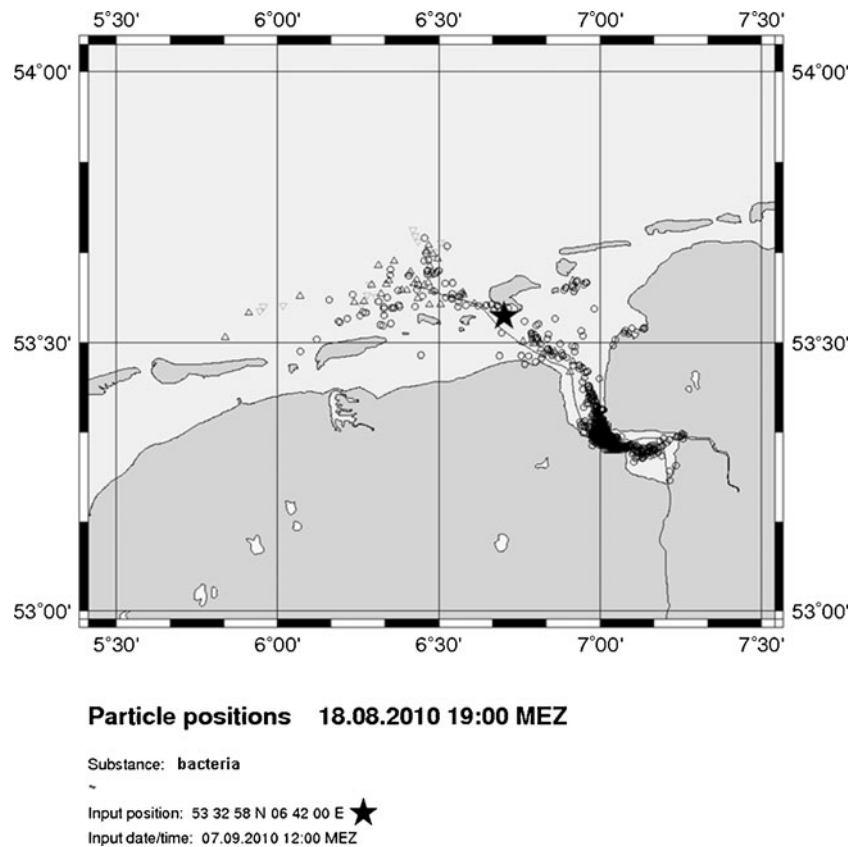 5°30' 6°00' 6°30' 7°00' 7°30'
54°00' 54°00'
53°30' 53°30'
53°00' 53°00'
5°30' 6°00' 6°30' 7°00' 7°30'
Particle positions 18.08.2010 19:00 MEZ
Substance: bacteria
~
Input position: 53 32 58 N 06 42 00 E
Input date/time: 07.09.2010 12:00 MEZ